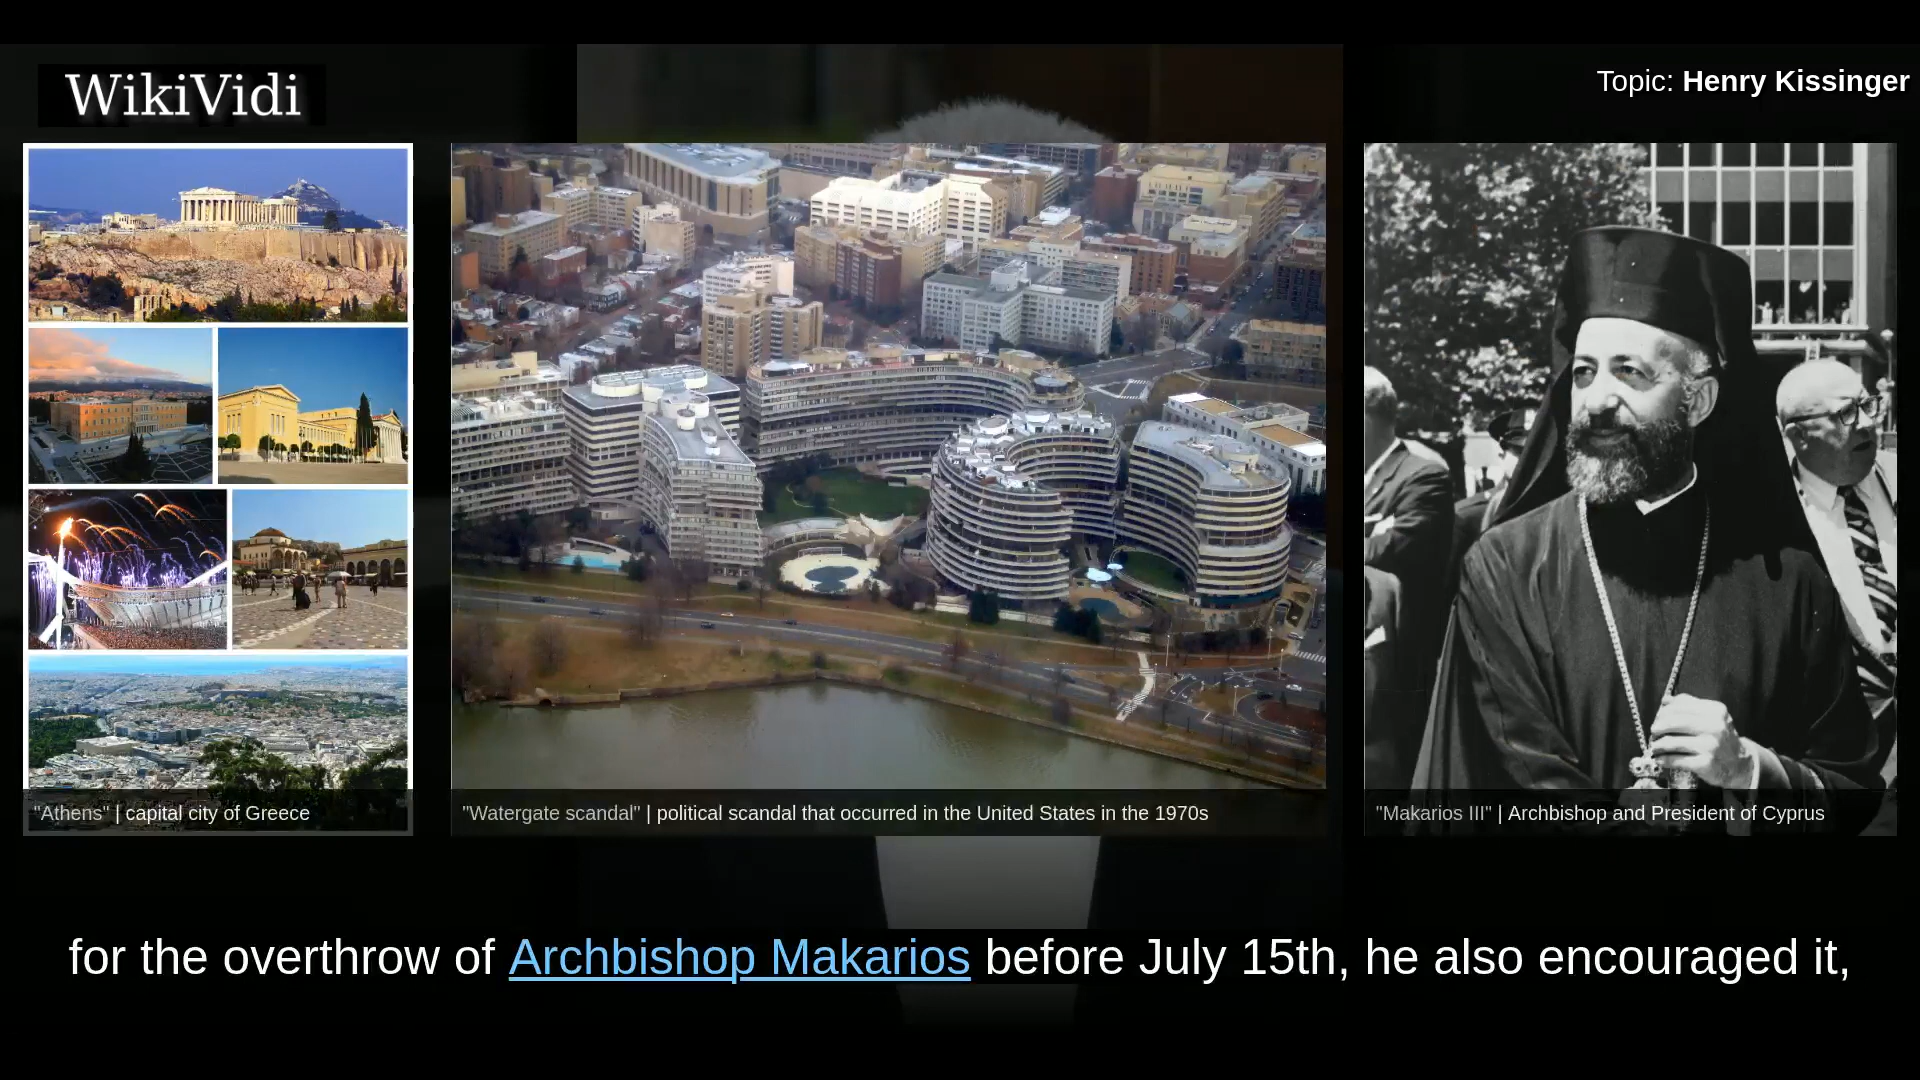 WikiVidi
Topic: Henry Kissinger
"Athens" | capital city of Greece
"Watergate scandal" | political scandal that occurred in the United States in the 1970s
"Makarios III" | Archbishop and President of Cyprus
for the overthrow of Archbishop Makarios before July 15th, he also encouraged it,